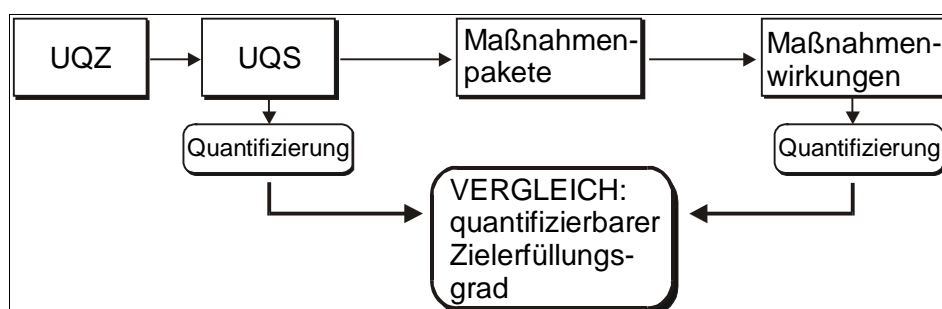 UQZ
UQS
Maßnahmen-
pakete
Maßnahmen-
wirkungen
Quantifizierung
Quantifizierung
VERGLEICH:
quantifizierbarer
Zielerfüllungs-
grad